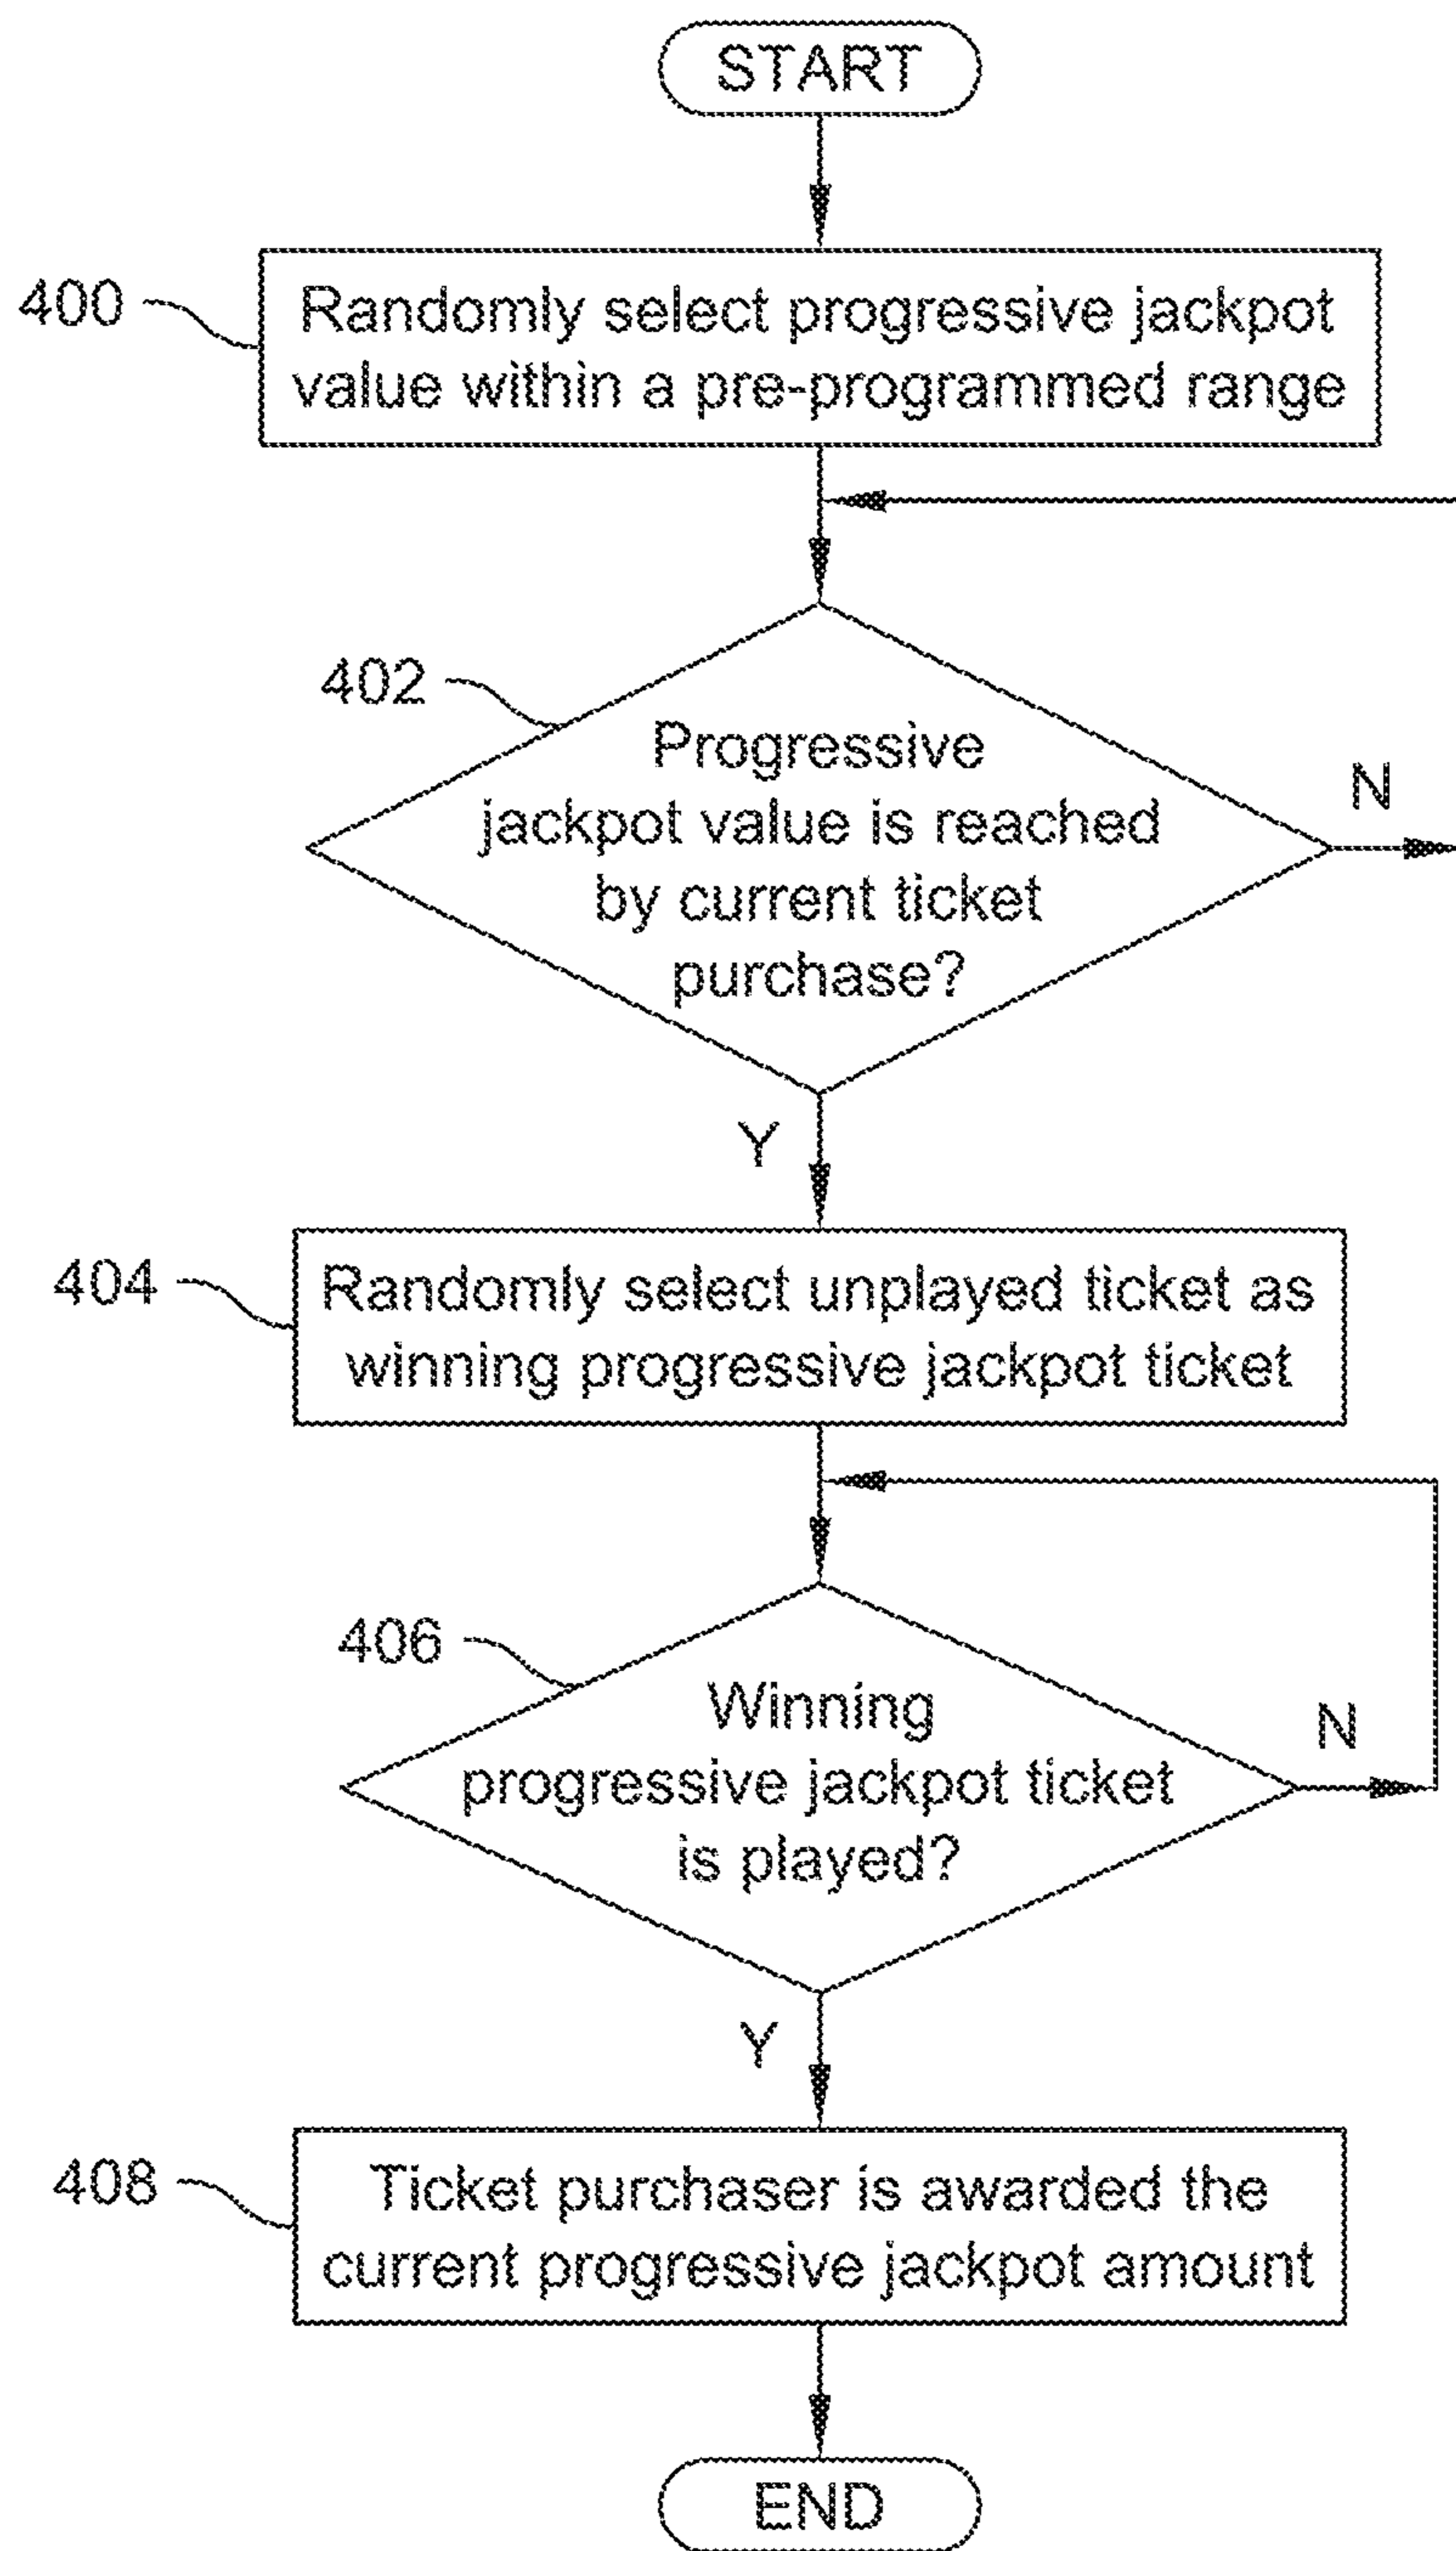 START
400
Randomly select progressive jackpot
value within a pre-programmed range
402
Progressive
jackpot value is reached
by current ticket
purchase?
N
Y
404
Randomly select unplayed ticket as
winning progressive jackpot ticket
406
Winning
progressive jackpot ticket
is played?
N
Y
408
Ticket purchaser is awarded the
current progressive jackpot amount
END